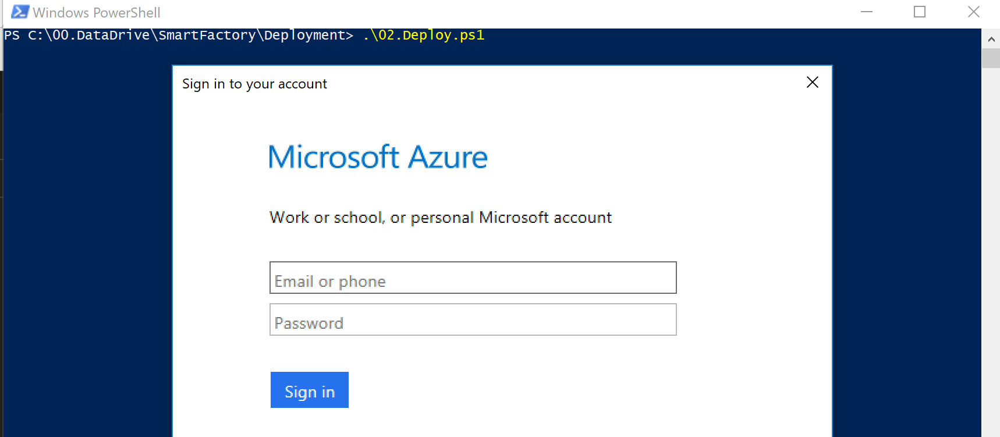 Windows PowerShell
PS C:\00.DataDrive\SmartFactory\Deployment> .\02.Deploy.ps1
Sign in to your account
Microsoft Azure
Work or school, or personal Microsoft account
Email or phone
Password
Sign in